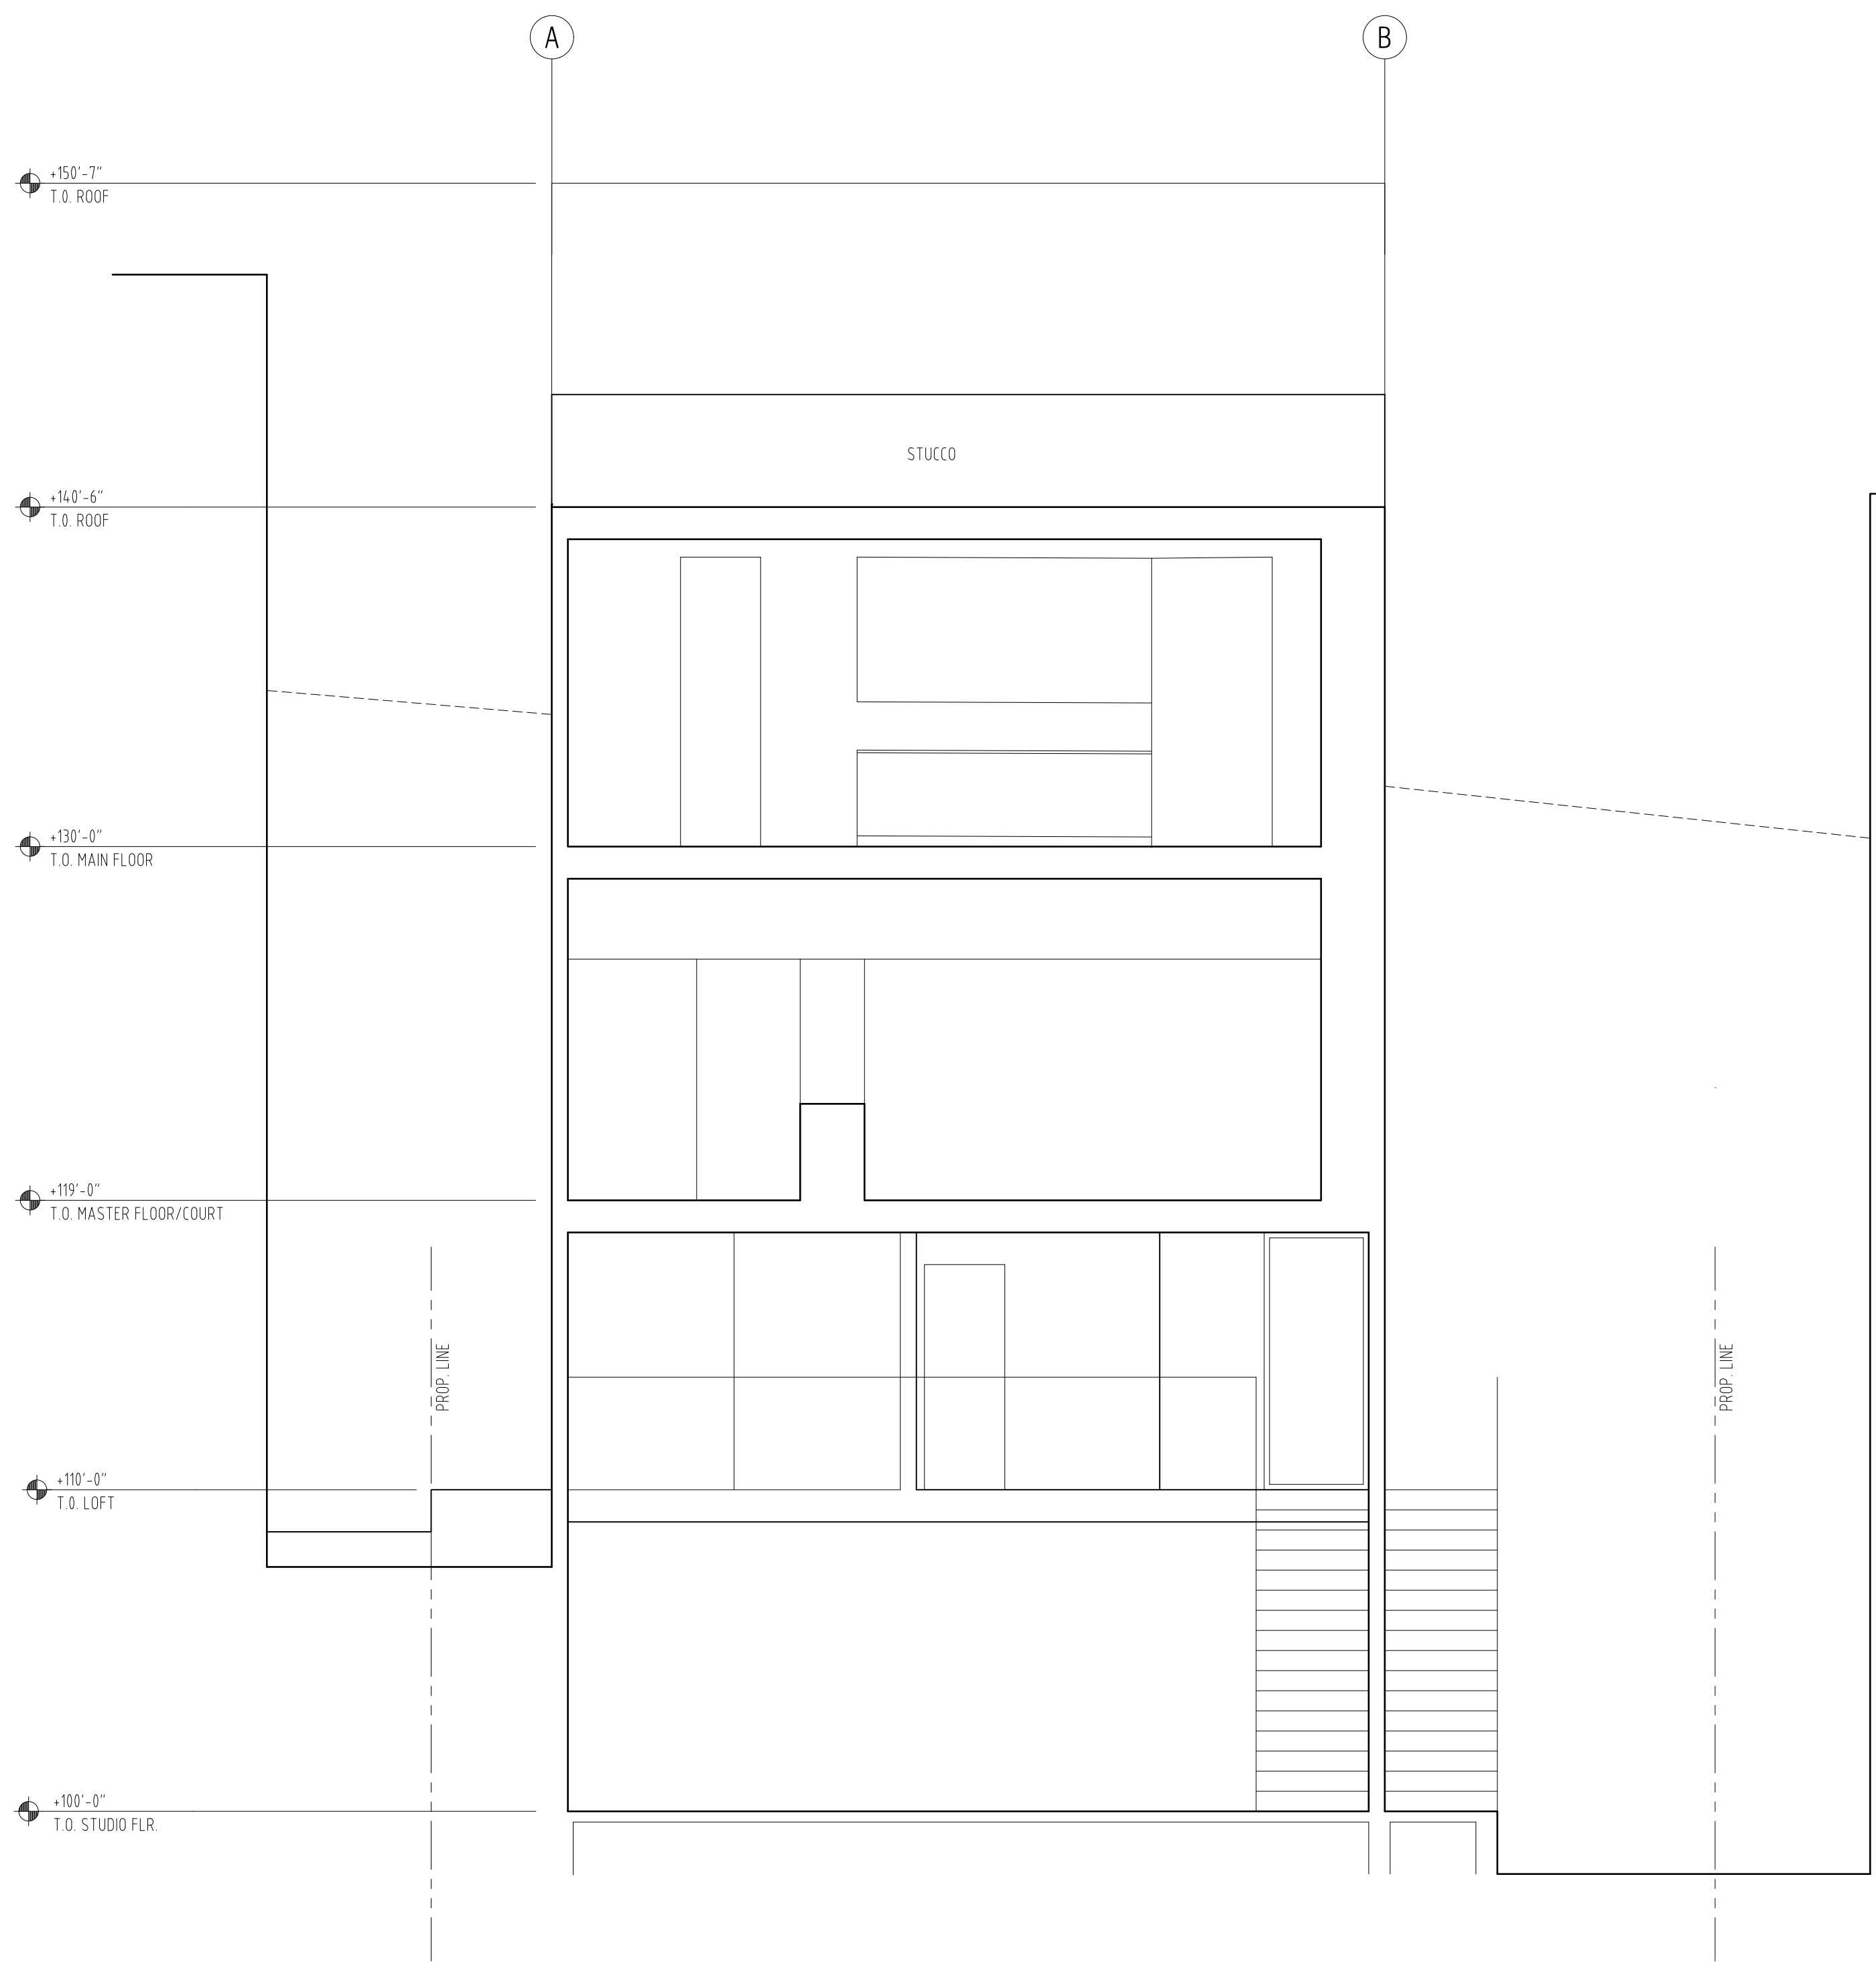 A
B
+150'-7"
T.O. ROOF
STUCCO
+140'-6"
T.O. ROOF
+130'-0"
T.O. MAIN FLOOR
+119'-0"
T.O. MASTER FLOOR/COURT
PROP. LINE
PROP. LINE
+110'-0"
T.O. LOFT
+100'-0"
T.O. STUDIO FLR.